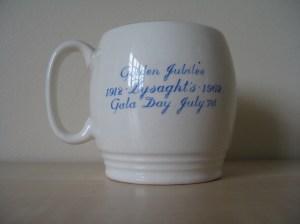 Golden Jubilee
1912 · Lysaght's · 1962
Gala Day July 7th